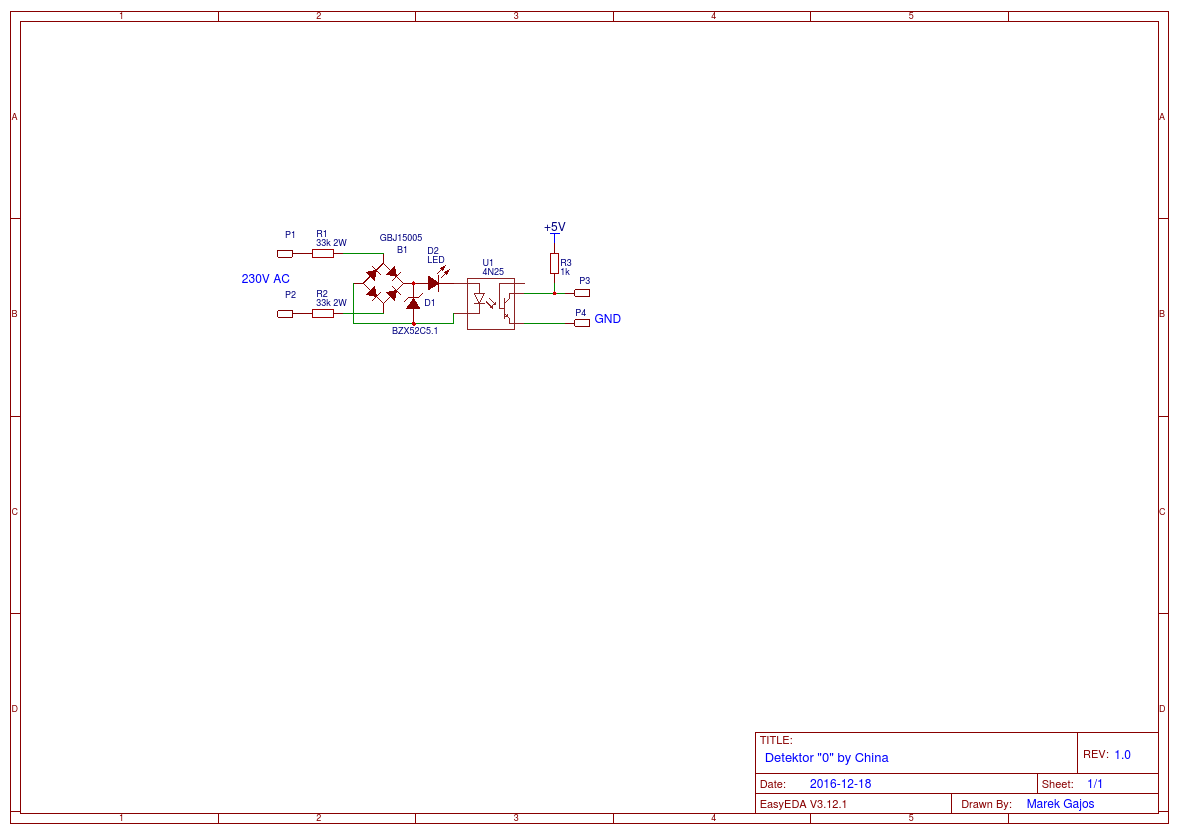 1 2 3 4 5
A A
+5V
P1 R1 GBJ15005
33k 2W
B1 D2
LED
U1
4N25
R3
1k
230V AC
P3
P2 R2
33k 2W
D1
P4
GND
BZX52C5.1
B B
C C
D D
TITLE:
Detektor "0" by China
REV: 1.0
Date: 2016-12-18
Sheet: 1/1
EasyEDA V3.12.1
Drawn By: Marek Gajos
1 2 3 4 5